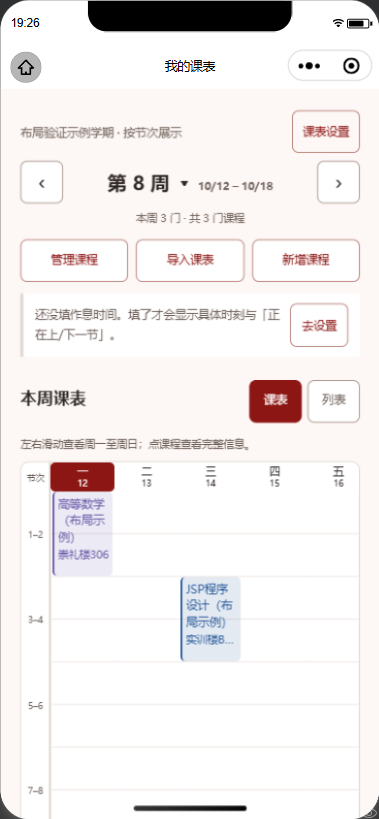 19:26
我的课表
布局验证示例学期 · 按节次展示
课表设置
第 8 周
10/12 – 10/18
本周 3 门 · 共 3 门课程
管理课程
导入课表
新增课程
还没填作息时间。填了才会显示具体时刻与「正
在上/下一节」。
去设置
本周课表
课表
列表
左右滑动查看周一至周日；点课程查看完整信息。
节次
一
二
三
四
五
12
13
14
15
16
1–2
高等数学
（布局示
例）
崇礼楼306
3–4
JSP程序
设计（布
局示例）
实训楼B...
5–6
7–8